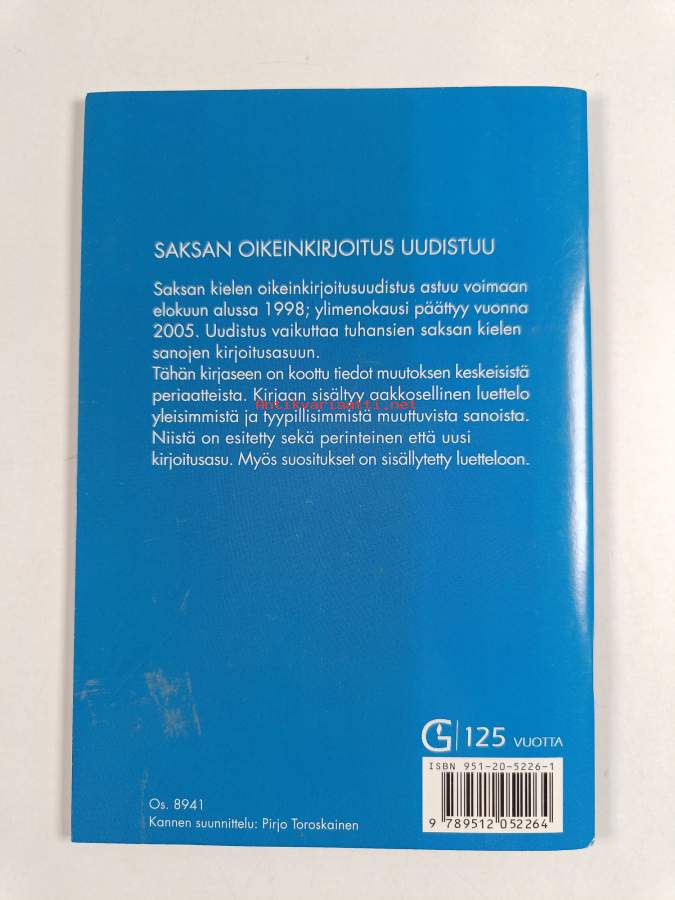 SAKSAN OIKEINKIRJOITUS UUDISTUU
Saksan kielen oikeinkirjoitusuudistus astuu voimaan
elokuun alussa 1998; ylimenokausi päättyy vuonna
2005. Uudistus vaikuttaa tuhansien saksan kielen
sanojen kirjoitusasuun.
Tähän kirjaseen on koottu tiedot muutoksen keskeisistä
periaatteista. Kirjaan sisältyy aakkosellinen luettelo
Antikvariaatti.net
yleisimmistä ja tyypillisimmistä muuttuvista sanoista.
Niistä on esitetty sekä perinteinen että uusi
kirjoitusasu. Myös suositukset on sisällytetty luetteloon.
G 125 VUOTTA
ISBN 951-20-5226-1
9 789512 052264
Os. 8941
Kannen suunnittelu: Pirjo Toroskainen